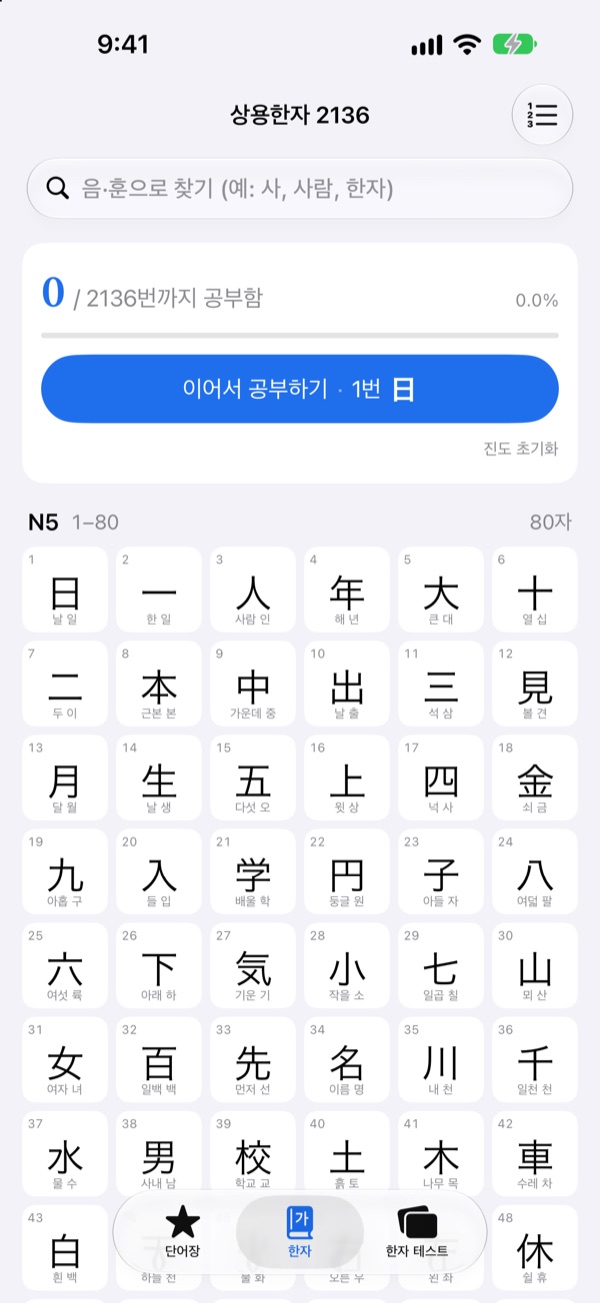 9:41
상용한자 2136
음·훈으로 찾기 (예: 사, 사람, 한자)
0 / 2136번까지 공부함 0.0%
이어서 공부하기 · 1번 日
진도 초기화
N5 1–80 80자
1 2 3 4 5 6
日 一 人 年 大 十
날 일 한 일 사람 인 해 년 큰 대 열 십
7 8 9 10 11 12
二 本 中 出 三 見
두 이 근본 본 가운데 중 날 출 석 삼 볼 견
13 14 15 16 17 18
月 生 五 上 四 金
달 월 날 생 다섯 오 윗 상 넉 사 쇠 금
19 20 21 22 23 24
九 入 学 円 子 八
아홉 구 들 입 배울 학 둥글 원 아들 자 여덟 팔
25 26 27 28 29 30
六 下 気 小 七 山
여섯 륙 아래 하 기운 기 작을 소 일곱 칠 뫼 산
31 32 33 34 35 36
女 百 先 名 川 千
여자 녀 일백 백 먼저 선 이름 명 내 천 일천 천
37 38 39 40 41 42
水 男 校 土 木 車
물 수 사내 남 학교 교 흙 토 나무 목 수레 차
43 48
白 休
흰 백 하늘 천 불 화 오른 우 왼 좌 쉴 휴
단어장 한자 한자 테스트